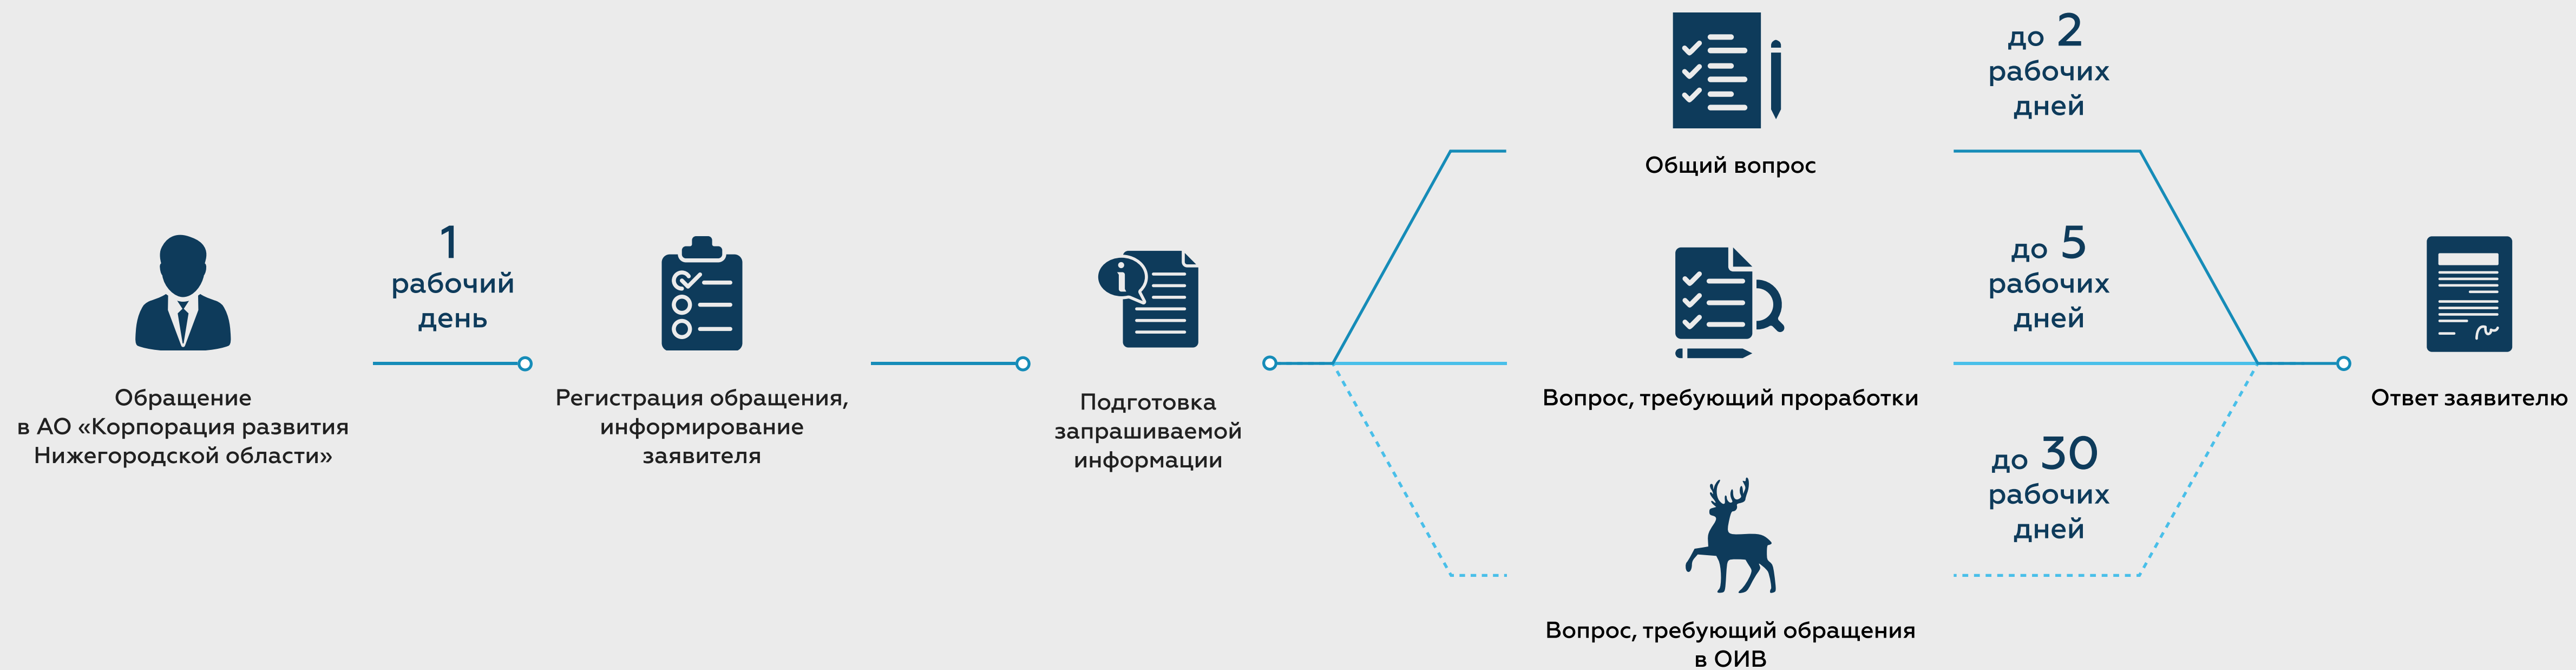 Обращение
в АО «Корпорация развития
Нижегородской области»
1
рабочий
день
Регистрация обращения,
информирование
заявителя
Подготовка
запрашиваемой
информации
Общий вопрос
до 2
рабочих
дней
Вопрос, требующий проработки
до 5
рабочих
дней
Вопрос, требующий обращения
в ОИВ
до 30
рабочих
дней
Ответ заявителю